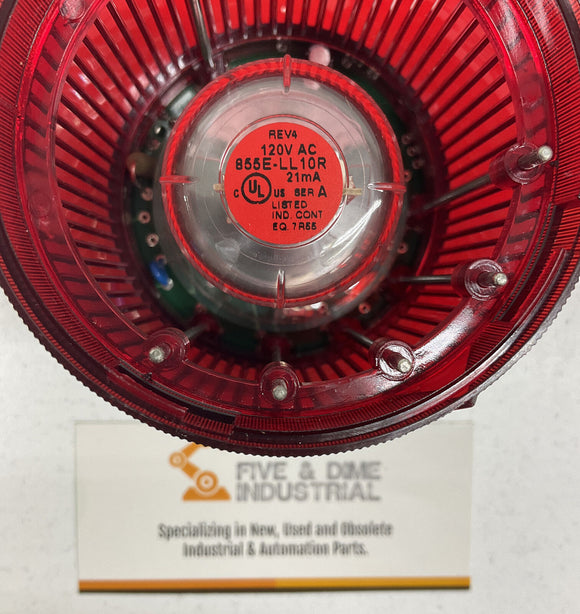 REV4
120V AC
855E-LL10R
21mA
C UL US SER A
LISTED
IND. CONT
EQ. 7R55
FIVE & DIME
INDUSTRIAL
Specializing in New, Used and Obsolete
Industrial & Automation Parts.